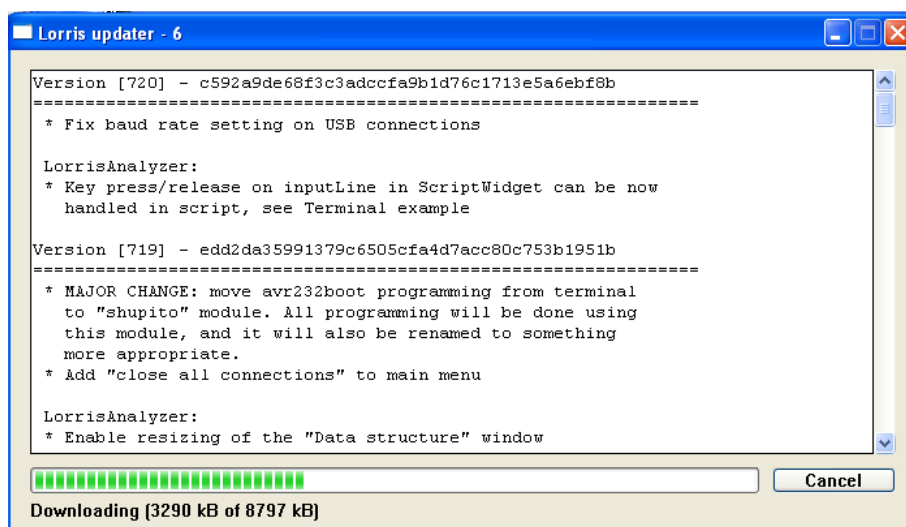 Lorris updater - 6
Version [720] - c592a9de68f3c3adccfa9b1d76c1713e5a6ebf8b
================================================================
* Fix baud rate setting on USB connections
LorrisAnalyzer:
* Key press/release on inputLine in ScriptWidget can be now
handled in script, see Terminal example
Version [719] - edd2da35991379c6505cfa4d7acc80c753b1951b
================================================================
* MAJOR CHANGE: move avr232boot programming from terminal
to "shupito" module. All programming will be done using
this module, and it will also be renamed to something
more appropriate.
* Add "close all connections" to main menu
LorrisAnalyzer:
* Enable resizing of the "Data structure" window
Cancel
Downloading (3290 kB of 8797 kB)